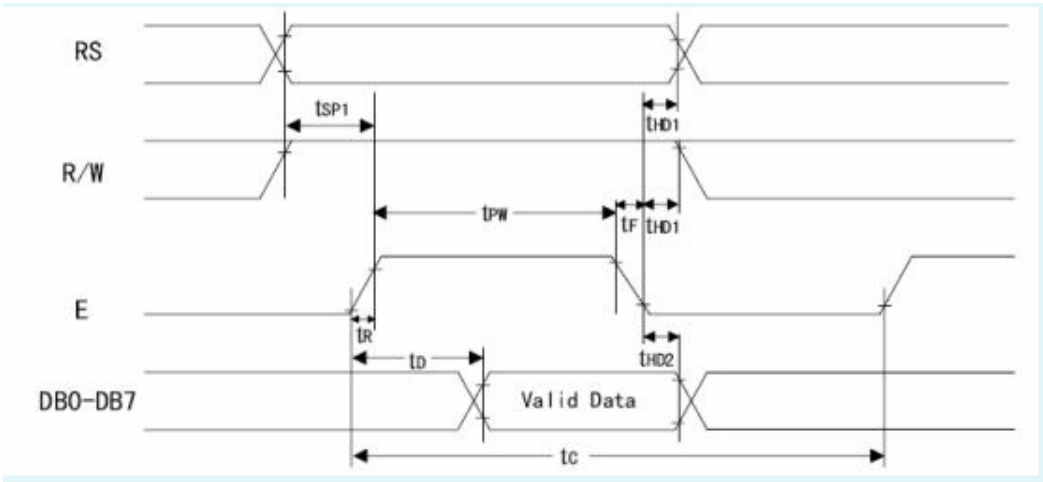 RS
tSP1
tHD1
R/W
tPW
tF
tHD1
E
tR
tD
tHD2
DB0-DB7
Valid Data
tC